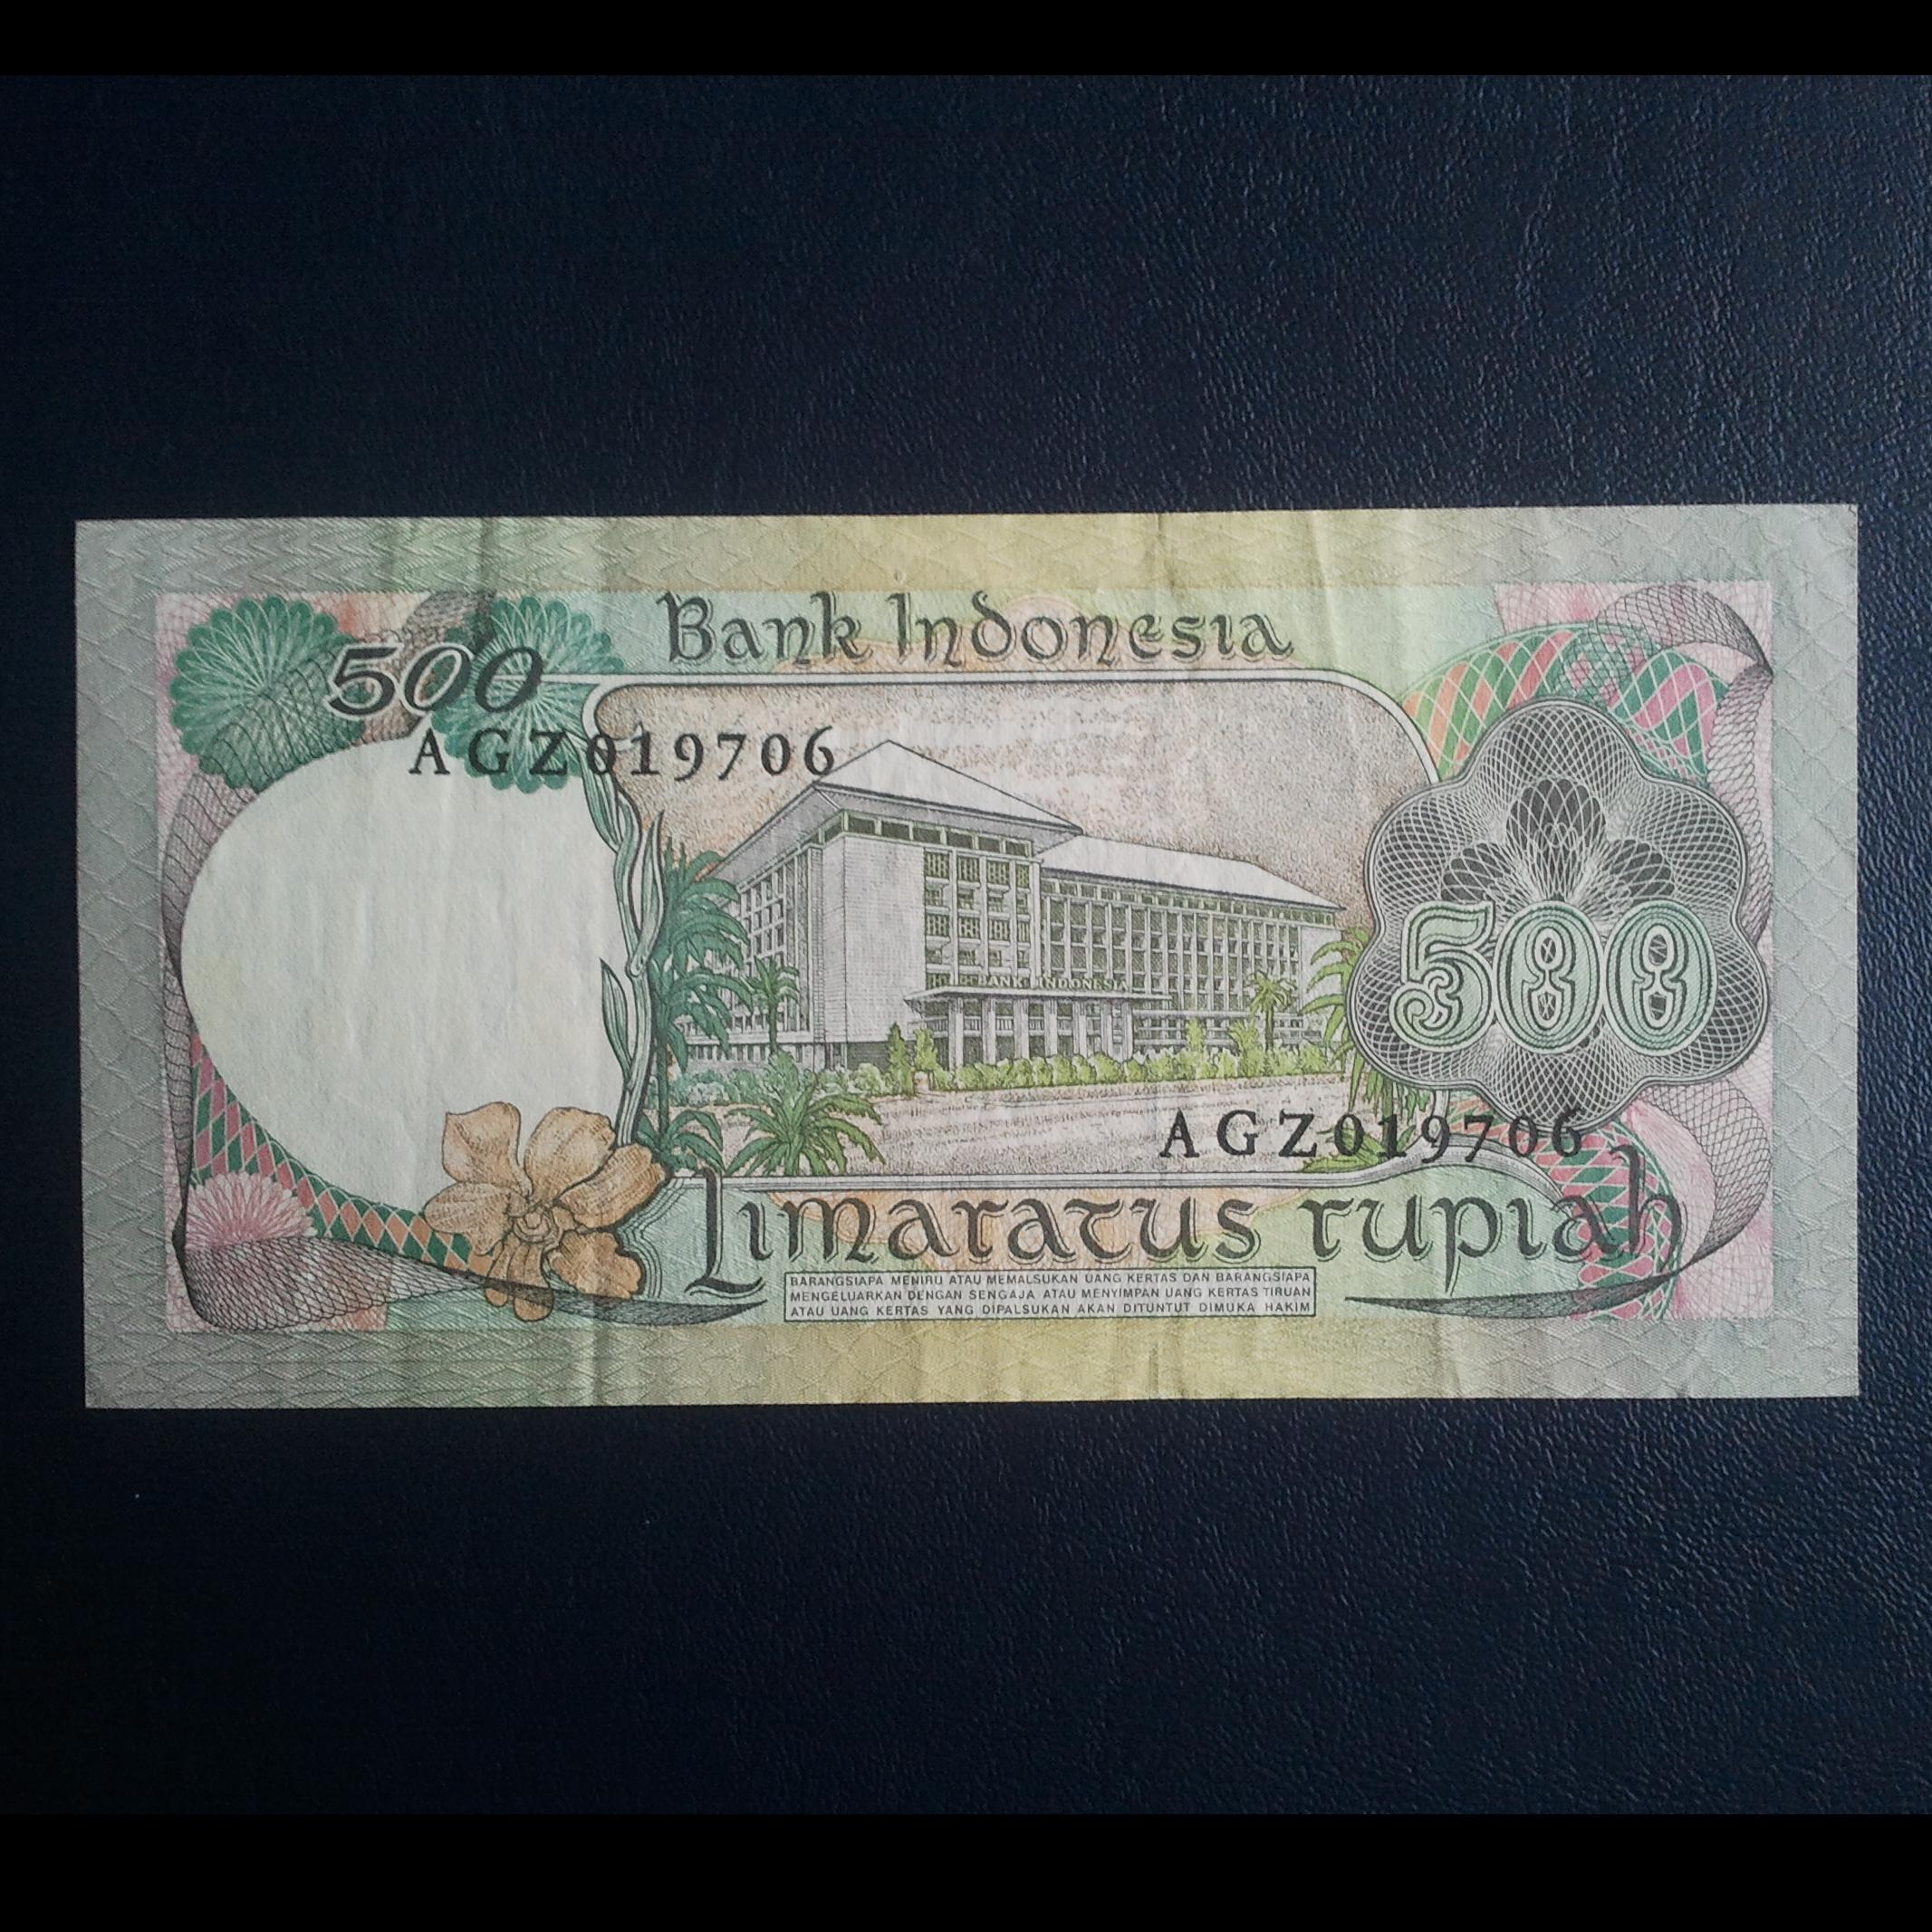 Bank Indonesia
500
AGZ019706
BANK INDONESIA
500
AGZ019706
Limaratus rupiah
BARANGSIAPA MENIRU ATAU MEMALSUKAN UANG KERTAS DAN BARANGSIAPA
MENGELUARKAN DENGAN SENGAJA ATAU MENYIMPAN UANG KERTAS TIRUAN
ATAU UANG KERTAS YANG DIPALSUKAN AKAN DITUNTUT DIMUKA HAKIM